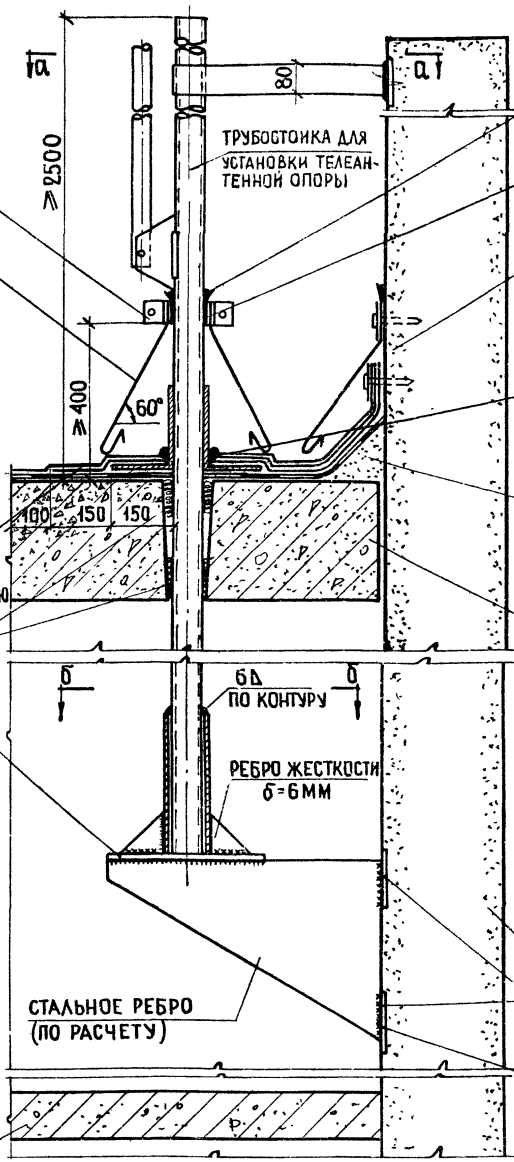 а
а
80
≥2500
ТРУБОСТОЙКА ДЛЯ
УСТАНОВКИ ТЕЛЕАН-
ТЕННОЙ ОПОРЫ
≥400
60°
100 150 150
б
б
6Δ
ПО КОНТУРУ
РЕБРО ЖЕСТКОСТИ
δ=6ММ
СТАЛЬНОЕ РЕБРО
(ПО РАСЧЕТУ)